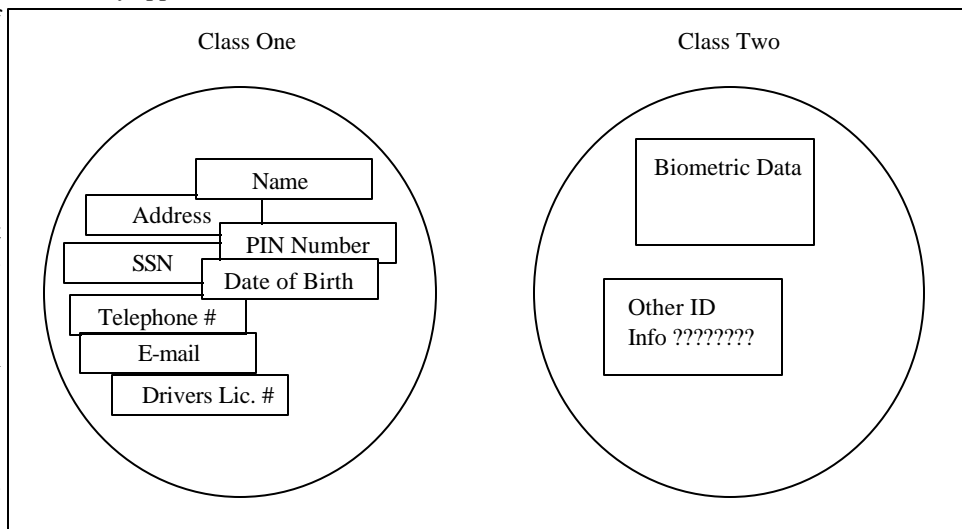 Class One
Class Two
Name
Address
PIN Number
SSN
Date of Birth
Telephone #
E-mail
Drivers Lic. #
Biometric Data
Other ID
Info ????????